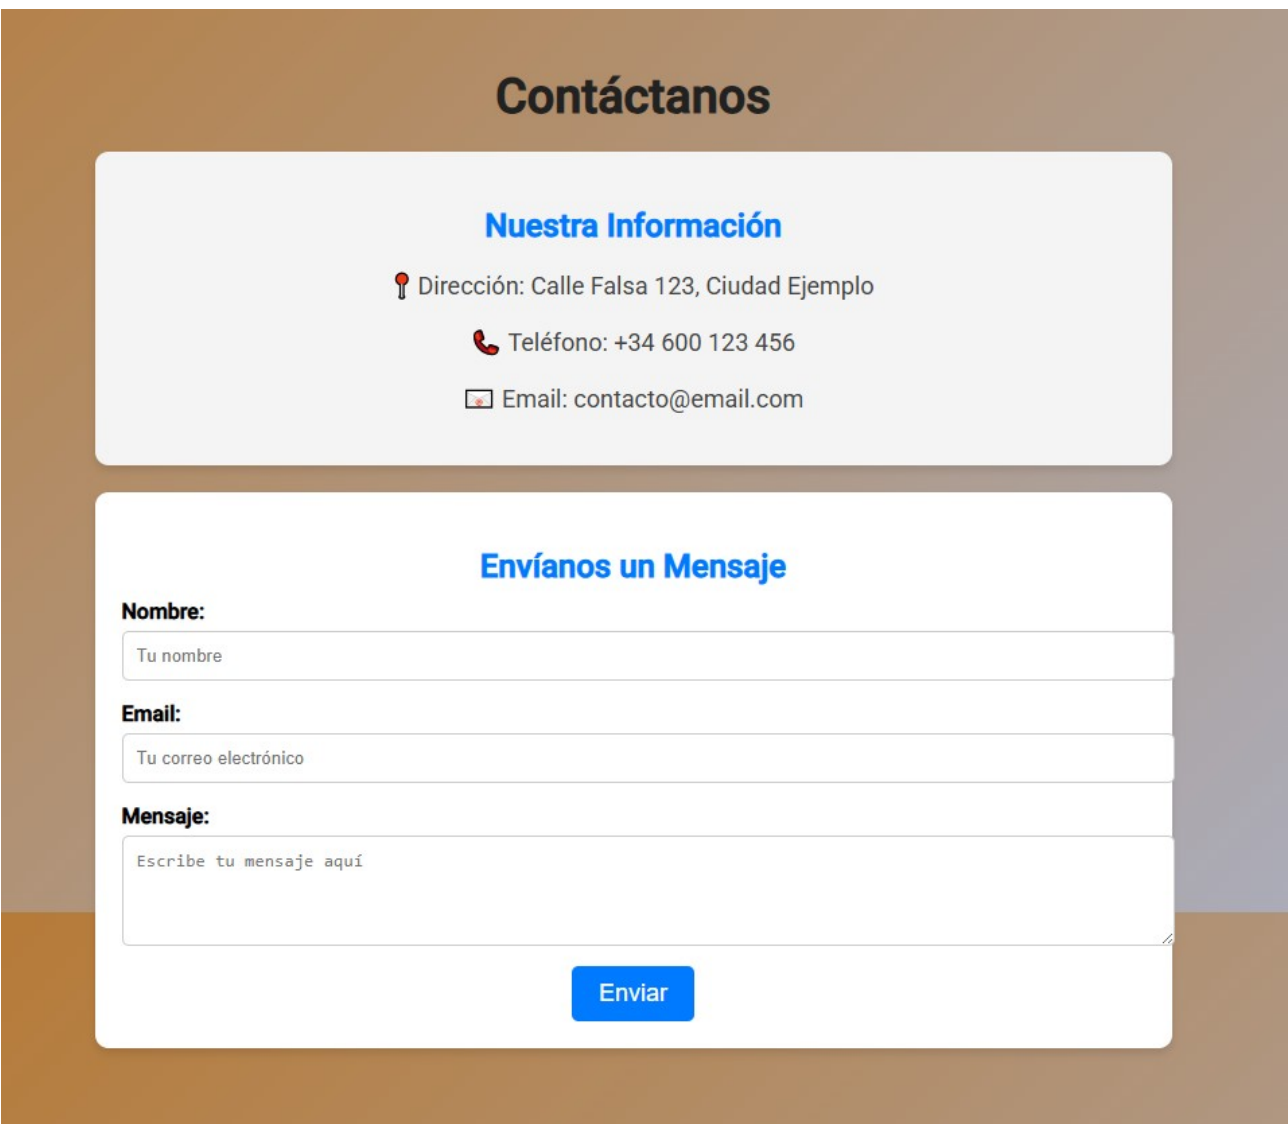 Contáctanos
Nuestra Información
Dirección: Calle Falsa 123, Ciudad Ejemplo
Teléfono: +34 600 123 456
Email: contacto@email.com
Envíanos un Mensaje
Nombre:
Tu nombre
Email:
Tu correo electrónico
Mensaje:
Escribe tu mensaje aquí
Enviar